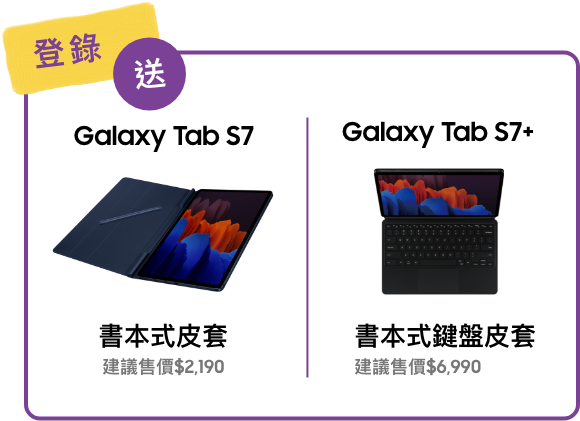 登錄
送
Galaxy Tab S7
書本式皮套
建議售價$2,190
Galaxy Tab S7+
書本式鍵盤皮套
建議售價$6,990